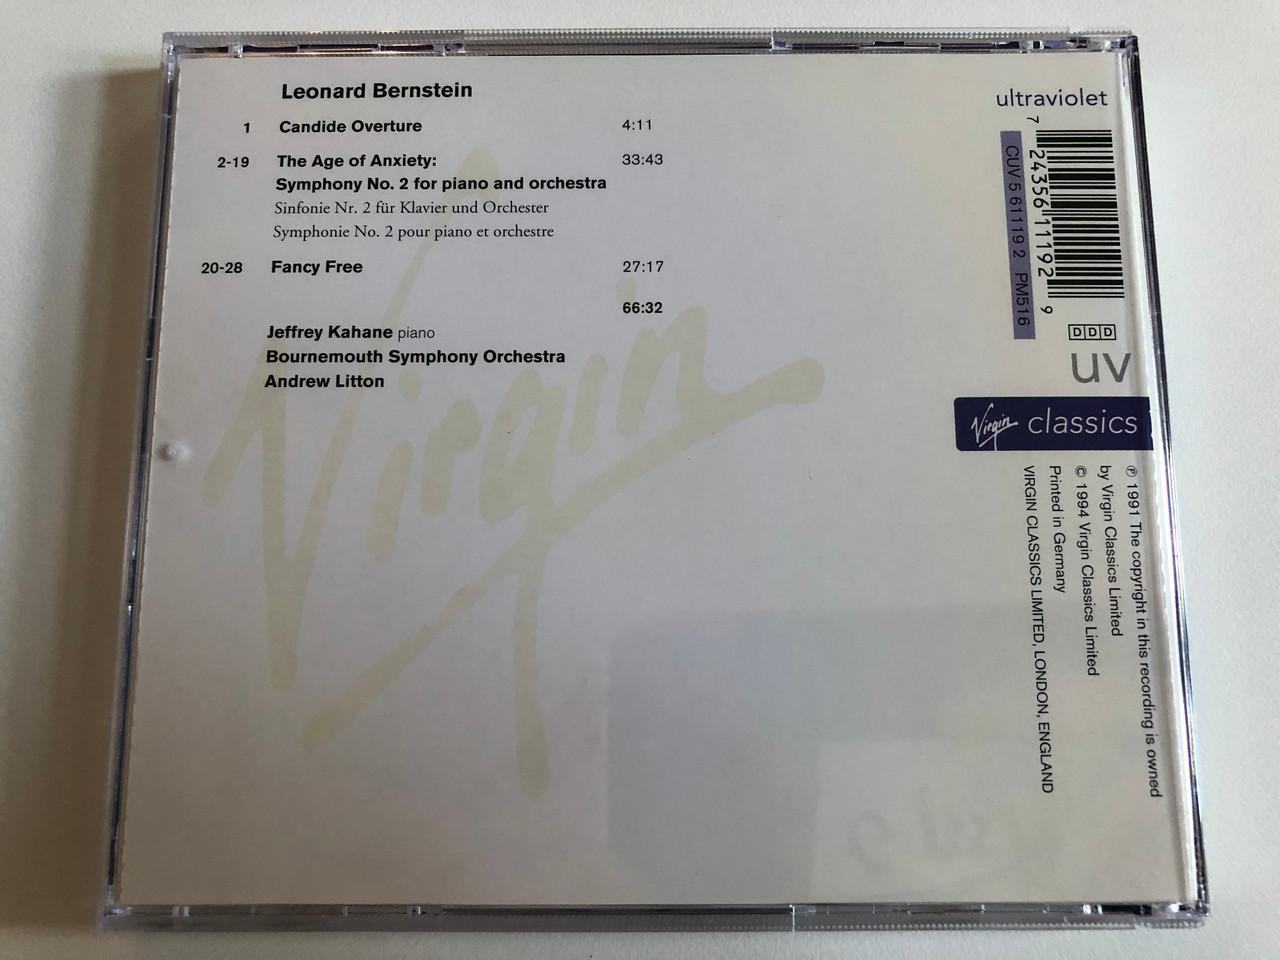 Leonard Bernstein
1 Candide Overture 4:11
2-19 The Age of Anxiety: 33:43
Symphony No. 2 for piano and orchestra
Sinfonie Nr. 2 für Klavier und Orchester
Symphonie No. 2 pour piano et orchestre
20-28 Fancy Free 27:17
66:32
Jeffrey Kahane piano
Bournemouth Symphony Orchestra
Andrew Litton
Virgin
ultraviolet
7 24356 11192 9
CUV 5 61119 2 PM516
DDD
uv
Virgin classics
℗ 1991 The copyright in this recording is owned
by Virgin Classics Limited
© 1994 Virgin Classics Limited
Printed in Germany
VIRGIN CLASSICS LIMITED, LONDON, ENGLAND